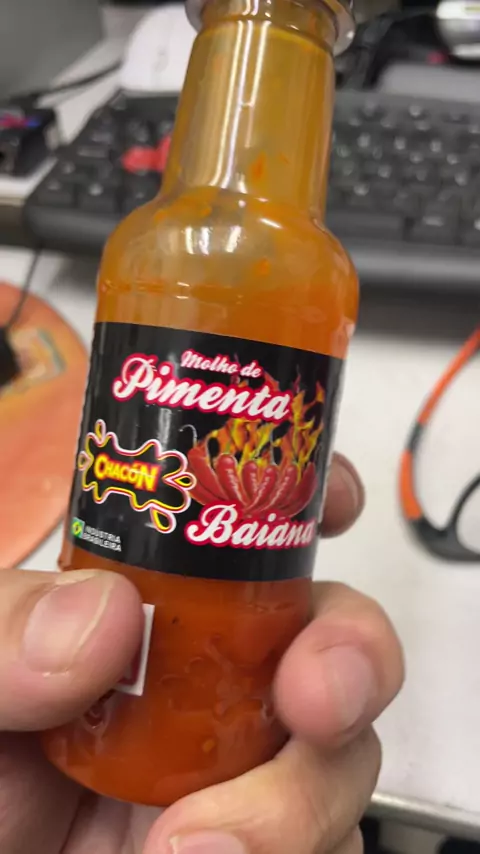 Molho de
Pimenta
CHACÓN
Baiana
INDÚSTRIA
BRASILEIRA